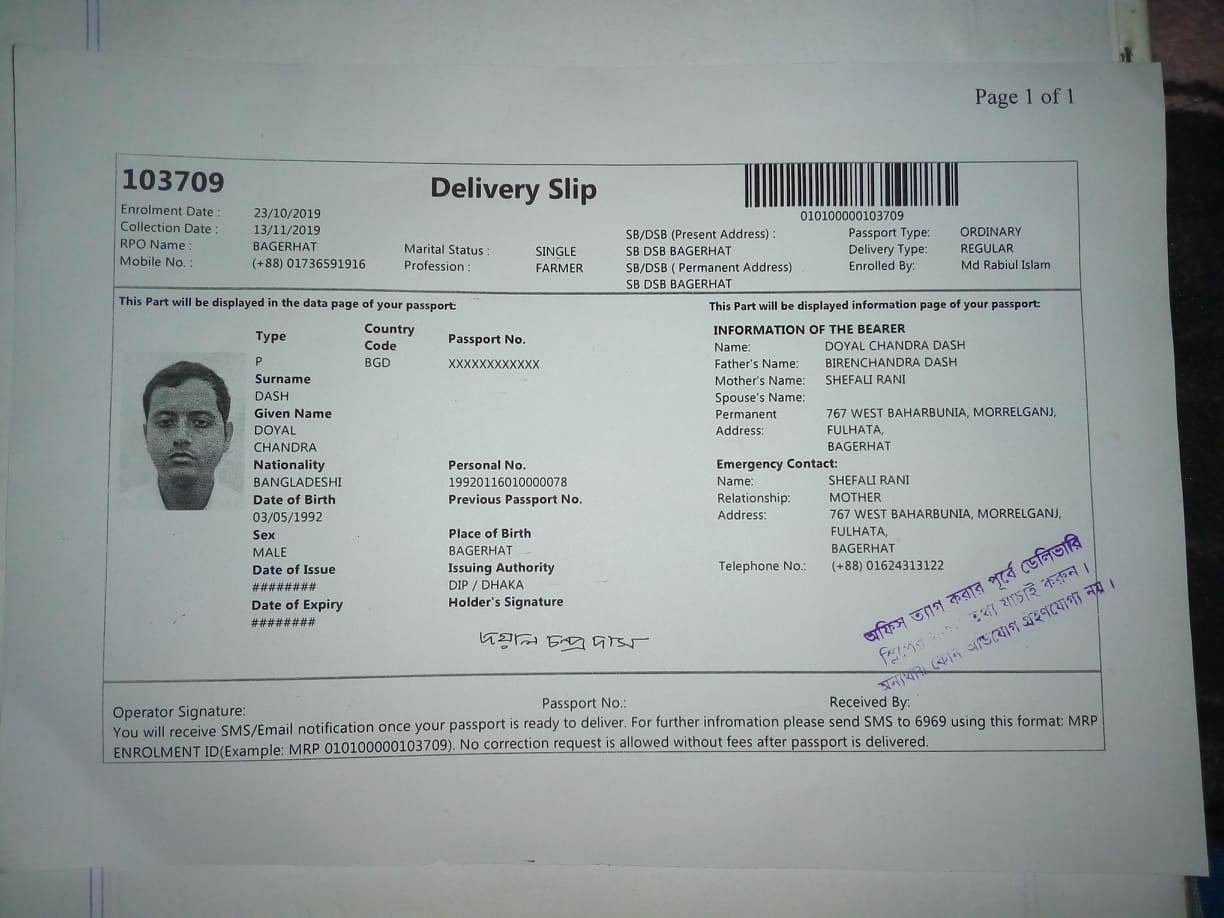 Page 1 of 1
103709
Delivery Slip
010100000103709
Enrolment Date : 23/10/2019
Collection Date : 13/11/2019
RPO Name : BAGERHAT
Mobile No. : (+88) 01736591916
Marital Status : SINGLE
Profession : FARMER
SB/DSB (Present Address) :
SB DSB BAGERHAT
SB/DSB ( Permanent Address)
SB DSB BAGERHAT
Passport Type: ORDINARY
Delivery Type: REGULAR
Enrolled By: Md Rabiul Islam
This Part will be displayed in the data page of your passport:
Type Country Code Passport No.
P BGD XXXXXXXXXXXX
Surname
DASH
Given Name
DOYAL
CHANDRA
Nationality Personal No.
BANGLADESHI 19920116010000078
Date of Birth Previous Passport No.
03/05/1992
Sex Place of Birth
MALE BAGERHAT
Date of Issue Issuing Authority
######## DIP / DHAKA
Date of Expiry Holder's Signature
########
দয়াল চন্দ্র দাস
This Part will be displayed information page of your passport:
INFORMATION OF THE BEARER
Name: DOYAL CHANDRA DASH
Father's Name: BIRENCHANDRA DASH
Mother's Name: SHEFALI RANI
Spouse's Name:
Permanent 767 WEST BAHARBUNIA, MORRELGANJ,
Address: FULHATA,
BAGERHAT
Emergency Contact:
Name: SHEFALI RANI
Relationship: MOTHER
Address: 767 WEST BAHARBUNIA, MORRELGANJ,
FULHATA,
BAGERHAT
Telephone No.: (+88) 01624313122
অফিস ত্যাগ করার পূর্বে ডেলিভারি
স্লিপের তথ্য যাচাই করুন।
কোন অভিযোগ গ্রহণযোগ্য নয়।
Operator Signature: Passport No.: Received By:
You will receive SMS/Email notification once your passport is ready to deliver. For further infromation please send SMS to 6969 using this format: MRP
ENROLMENT ID(Example: MRP 010100000103709). No correction request is allowed without fees after passport is delivered.